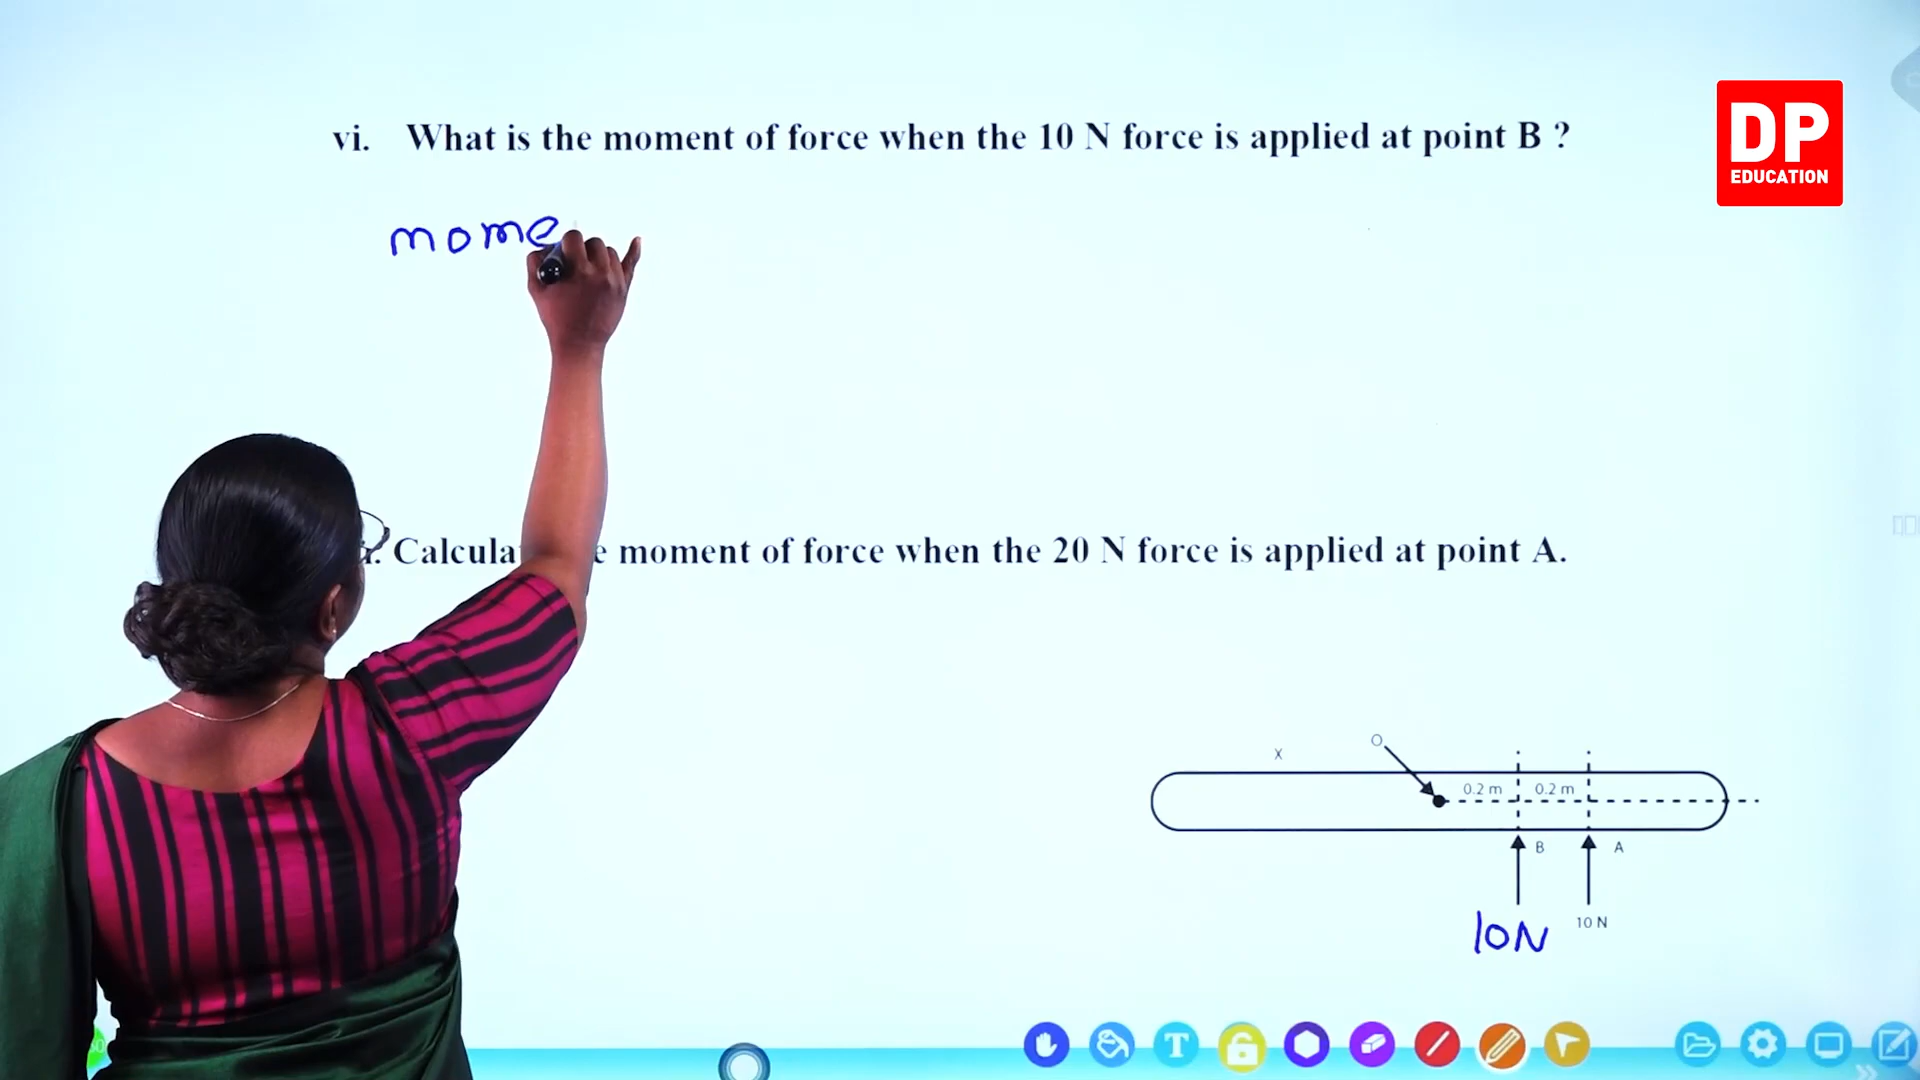 DP
EDUCATION
vi. What is the moment of force when the 10 N force is applied at point B ?
mome
moment of force when the 20 N force is applied at point A.
X
O
0.2 m
0.2 m
B
A
10N
10 N
T